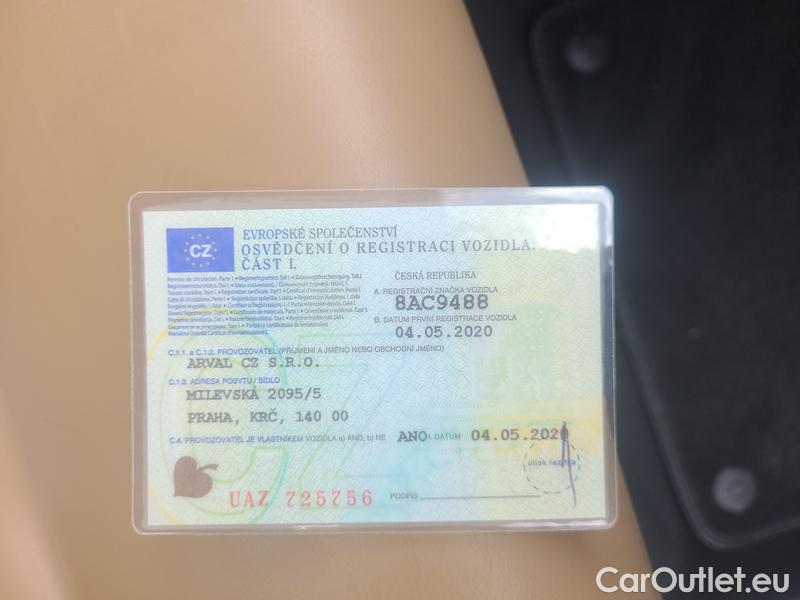 EVROPSKÉ SPOLEČENSTVÍ
CZ
OSVĚDČENÍ O REGISTRACI VOZIDLA.
ČÁST I.
ČESKÁ REPUBLIKA
A. REGISTRAČNÍ ZNAČKA VOZIDLA
8AC9488
B. DATUM PRVNÍ REGISTRACE VOZIDLA
04.05.2020
C.1.1. a C.1.2. PROVOZOVATEL (PŘÍJMENÍ A JMÉNO NEBO OBCHODNÍ JMÉNO)
ARVAL CZ S.R.O.
C.1.3. ADRESA POBYTU / SÍDLO
MILEVSKÁ 2095/5
PRAHA, KRČ, 140 00
C.4. PROVOZOVATEL JE VLASTNÍKEM VOZIDLA a) ANO, b) NE ANO I. DATUM 04.05.2020
otisk razítka
UAZ 725756
PODPIS
CarOutlet.eu